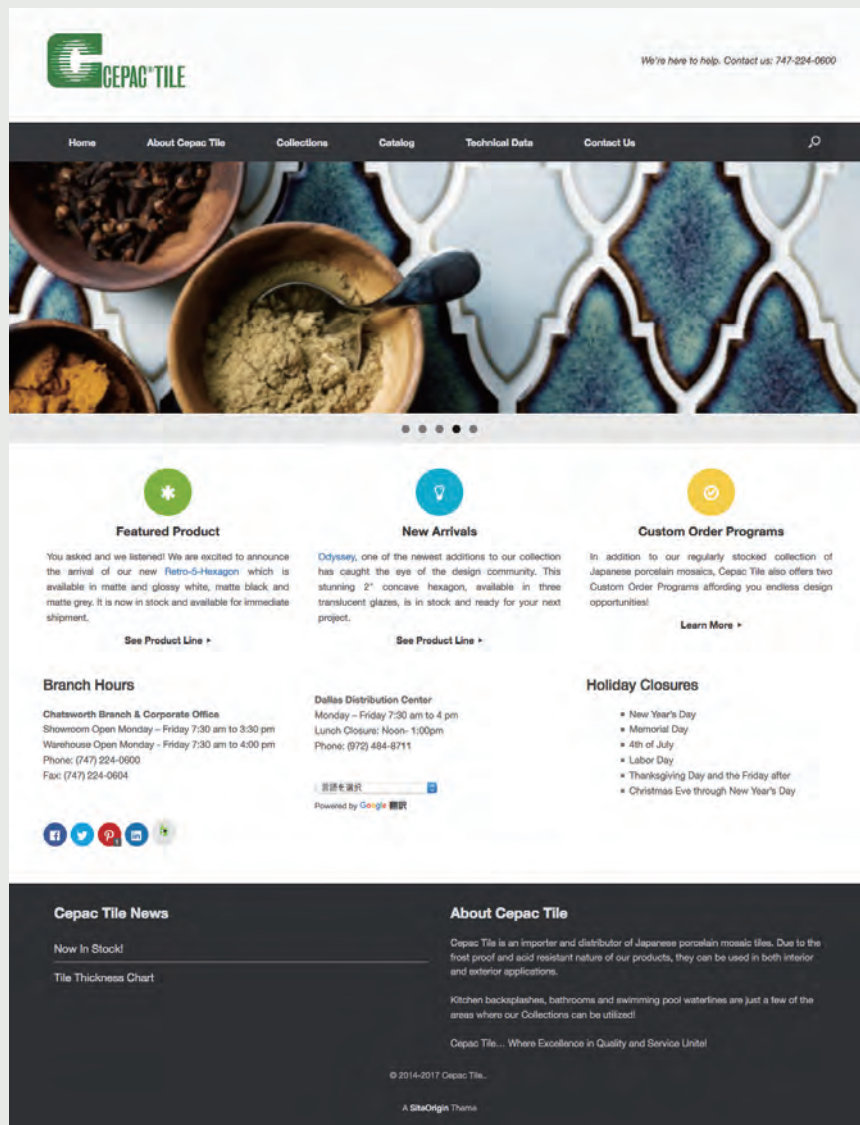 CEPAC®TILE
We're here to help. Contact us: 747-224-0600
Home About Cepac Tile Collections Catalog Technical Data Contact Us
Featured Product
You asked and we listened! We are excited to announce
the arrival of our new Retro-5-Hexagon which is
available in matte and glossy white, matte black and
matte grey. It is now in stock and available for immediate
shipment.
See Product Line ▸
New Arrivals
Odyssey, one of the newest additions to our collection
has caught the eye of the design community. This
stunning 2" concave hexagon, available in three
translucent glazes, is in stock and ready for your next
project.
See Product Line ▸
Custom Order Programs
In addition to our regularly stocked collection of
Japanese porcelain mosaics, Cepac Tile also offers two
Custom Order Programs affording you endless design
opportunities!
Learn More ▸
Branch Hours
Chatsworth Branch & Corporate Office
Showroom Open Monday – Friday 7:30 am to 3:30 pm
Warehouse Open Monday - Friday 7:30 am to 4:00 pm
Phone: (747) 224-0600
Fax: (747) 224-0604
Dallas Distribution Center
Monday – Friday 7:30 am to 4 pm
Lunch Closure: Noon- 1:00pm
Phone: (972) 484-8711
言語を選択
Powered by Google 翻訳
Holiday Closures
New Year's Day
Memorial Day
4th of July
Labor Day
Thanksgiving Day and the Friday after
Christmas Eve through New Year's Day
Cepac Tile News
Now In Stock!
Tile Thickness Chart
About Cepac Tile
Cepac Tile is an importer and distributor of Japanese porcelain mosaic tiles. Due to the
frost proof and acid resistant nature of our products, they can be used in both interior
and exterior applications.
Kitchen backsplashes, bathrooms and swimming pool waterlines are just a few of the
areas where our Collections can be utilized!
Cepac Tile… Where Excellence in Quality and Service Unite!
© 2014-2017 Cepac Tile..
A SiteOrigin Theme